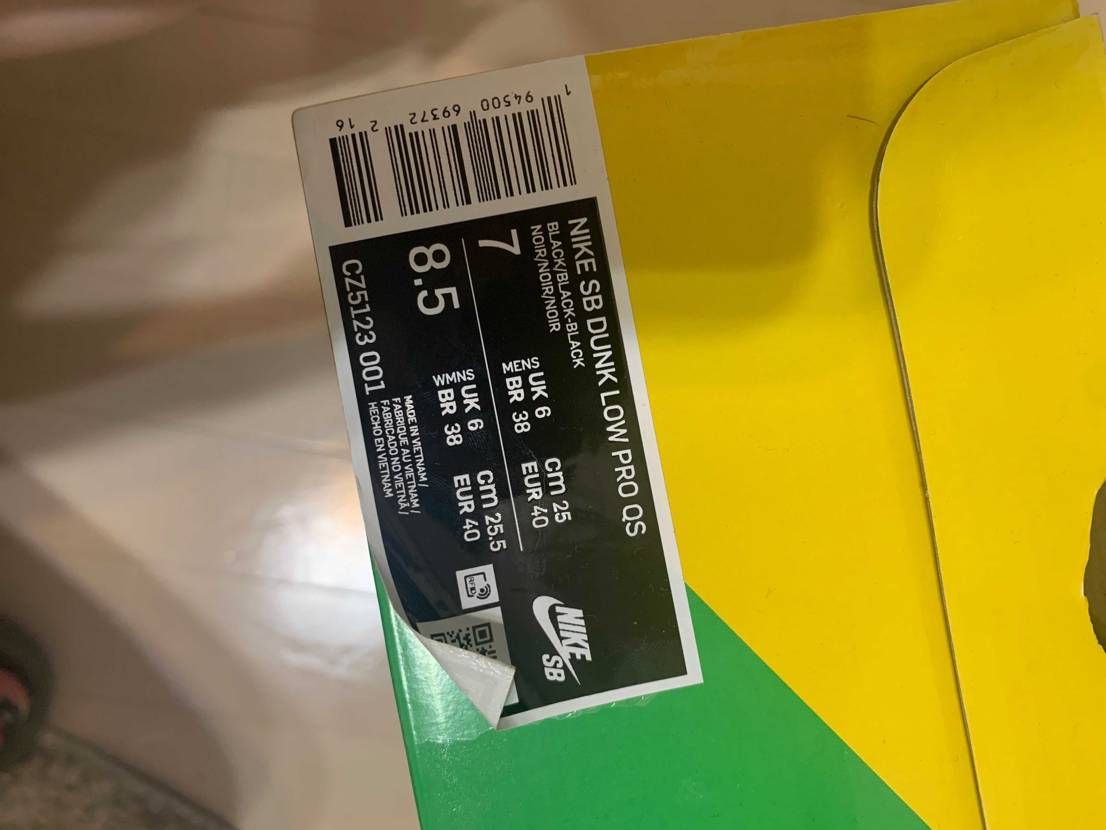 NIKE SB DUNK LOW PRO QS
BLACK/BLACK-BLACK
NOIR/NOIR/NOIR
7
MENS UK 6 cm 25
BR 38 EUR 40
8.5
WMNS UK 6 cm 25.5
BR 38 EUR 40
CZ5123 001
MADE IN VIETNAM /
FABRIQUE AU VIETNAM /
FABRICADO NO VIETNÃ /
HECHO EN VIETNAM
NIKE
SB
1 94500 69372 2 16